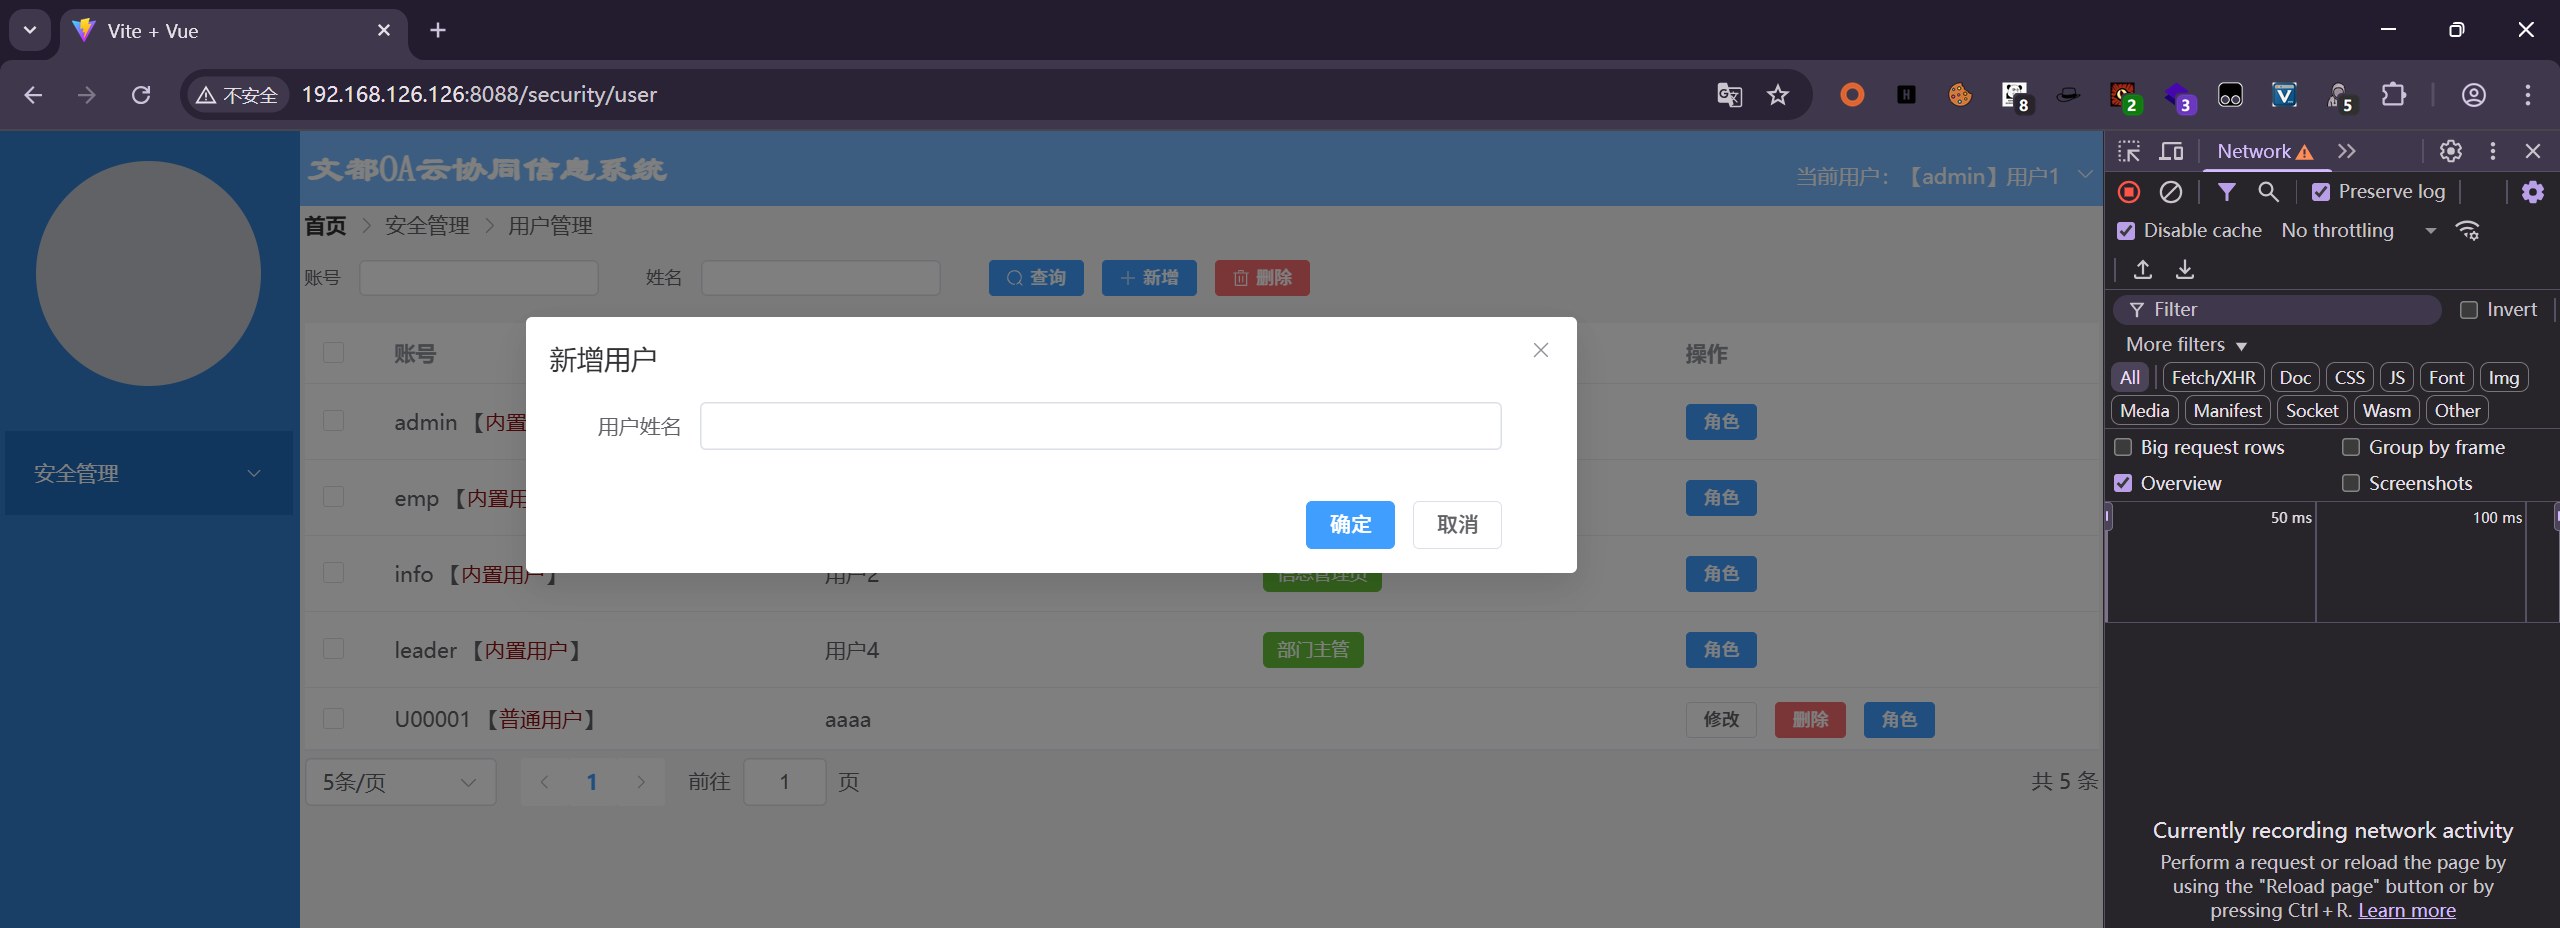 Vite + Vue
不安全
192.168.126.126:8088/security/user
8
2
3
5
文都OA云协同信息系统
当前用户：【admin】用户1
首页 > 安全管理 > 用户管理
账号
姓名
查询
新增
删除
安全管理
账号
操作
admin 【内置
角色
emp 【内置用
角色
info 【内置用户】
用户2
信息管理员
角色
leader 【内置用户】
用户4
部门主管
角色
U00001 【普通用户】
aaaa
修改
删除
角色
5条/页
1
前往
1
页
共 5 条
新增用户
用户姓名
确定
取消
Network
Preserve log
Disable cache
No throttling
Filter
Invert
More filters
All
Fetch/XHR
Doc
CSS
JS
Font
Img
Media
Manifest
Socket
Wasm
Other
Big request rows
Group by frame
Overview
Screenshots
50 ms
100 ms
Currently recording network activity
Perform a request or reload the page by
using the "Reload page" button or by
pressing Ctrl + R. Learn more